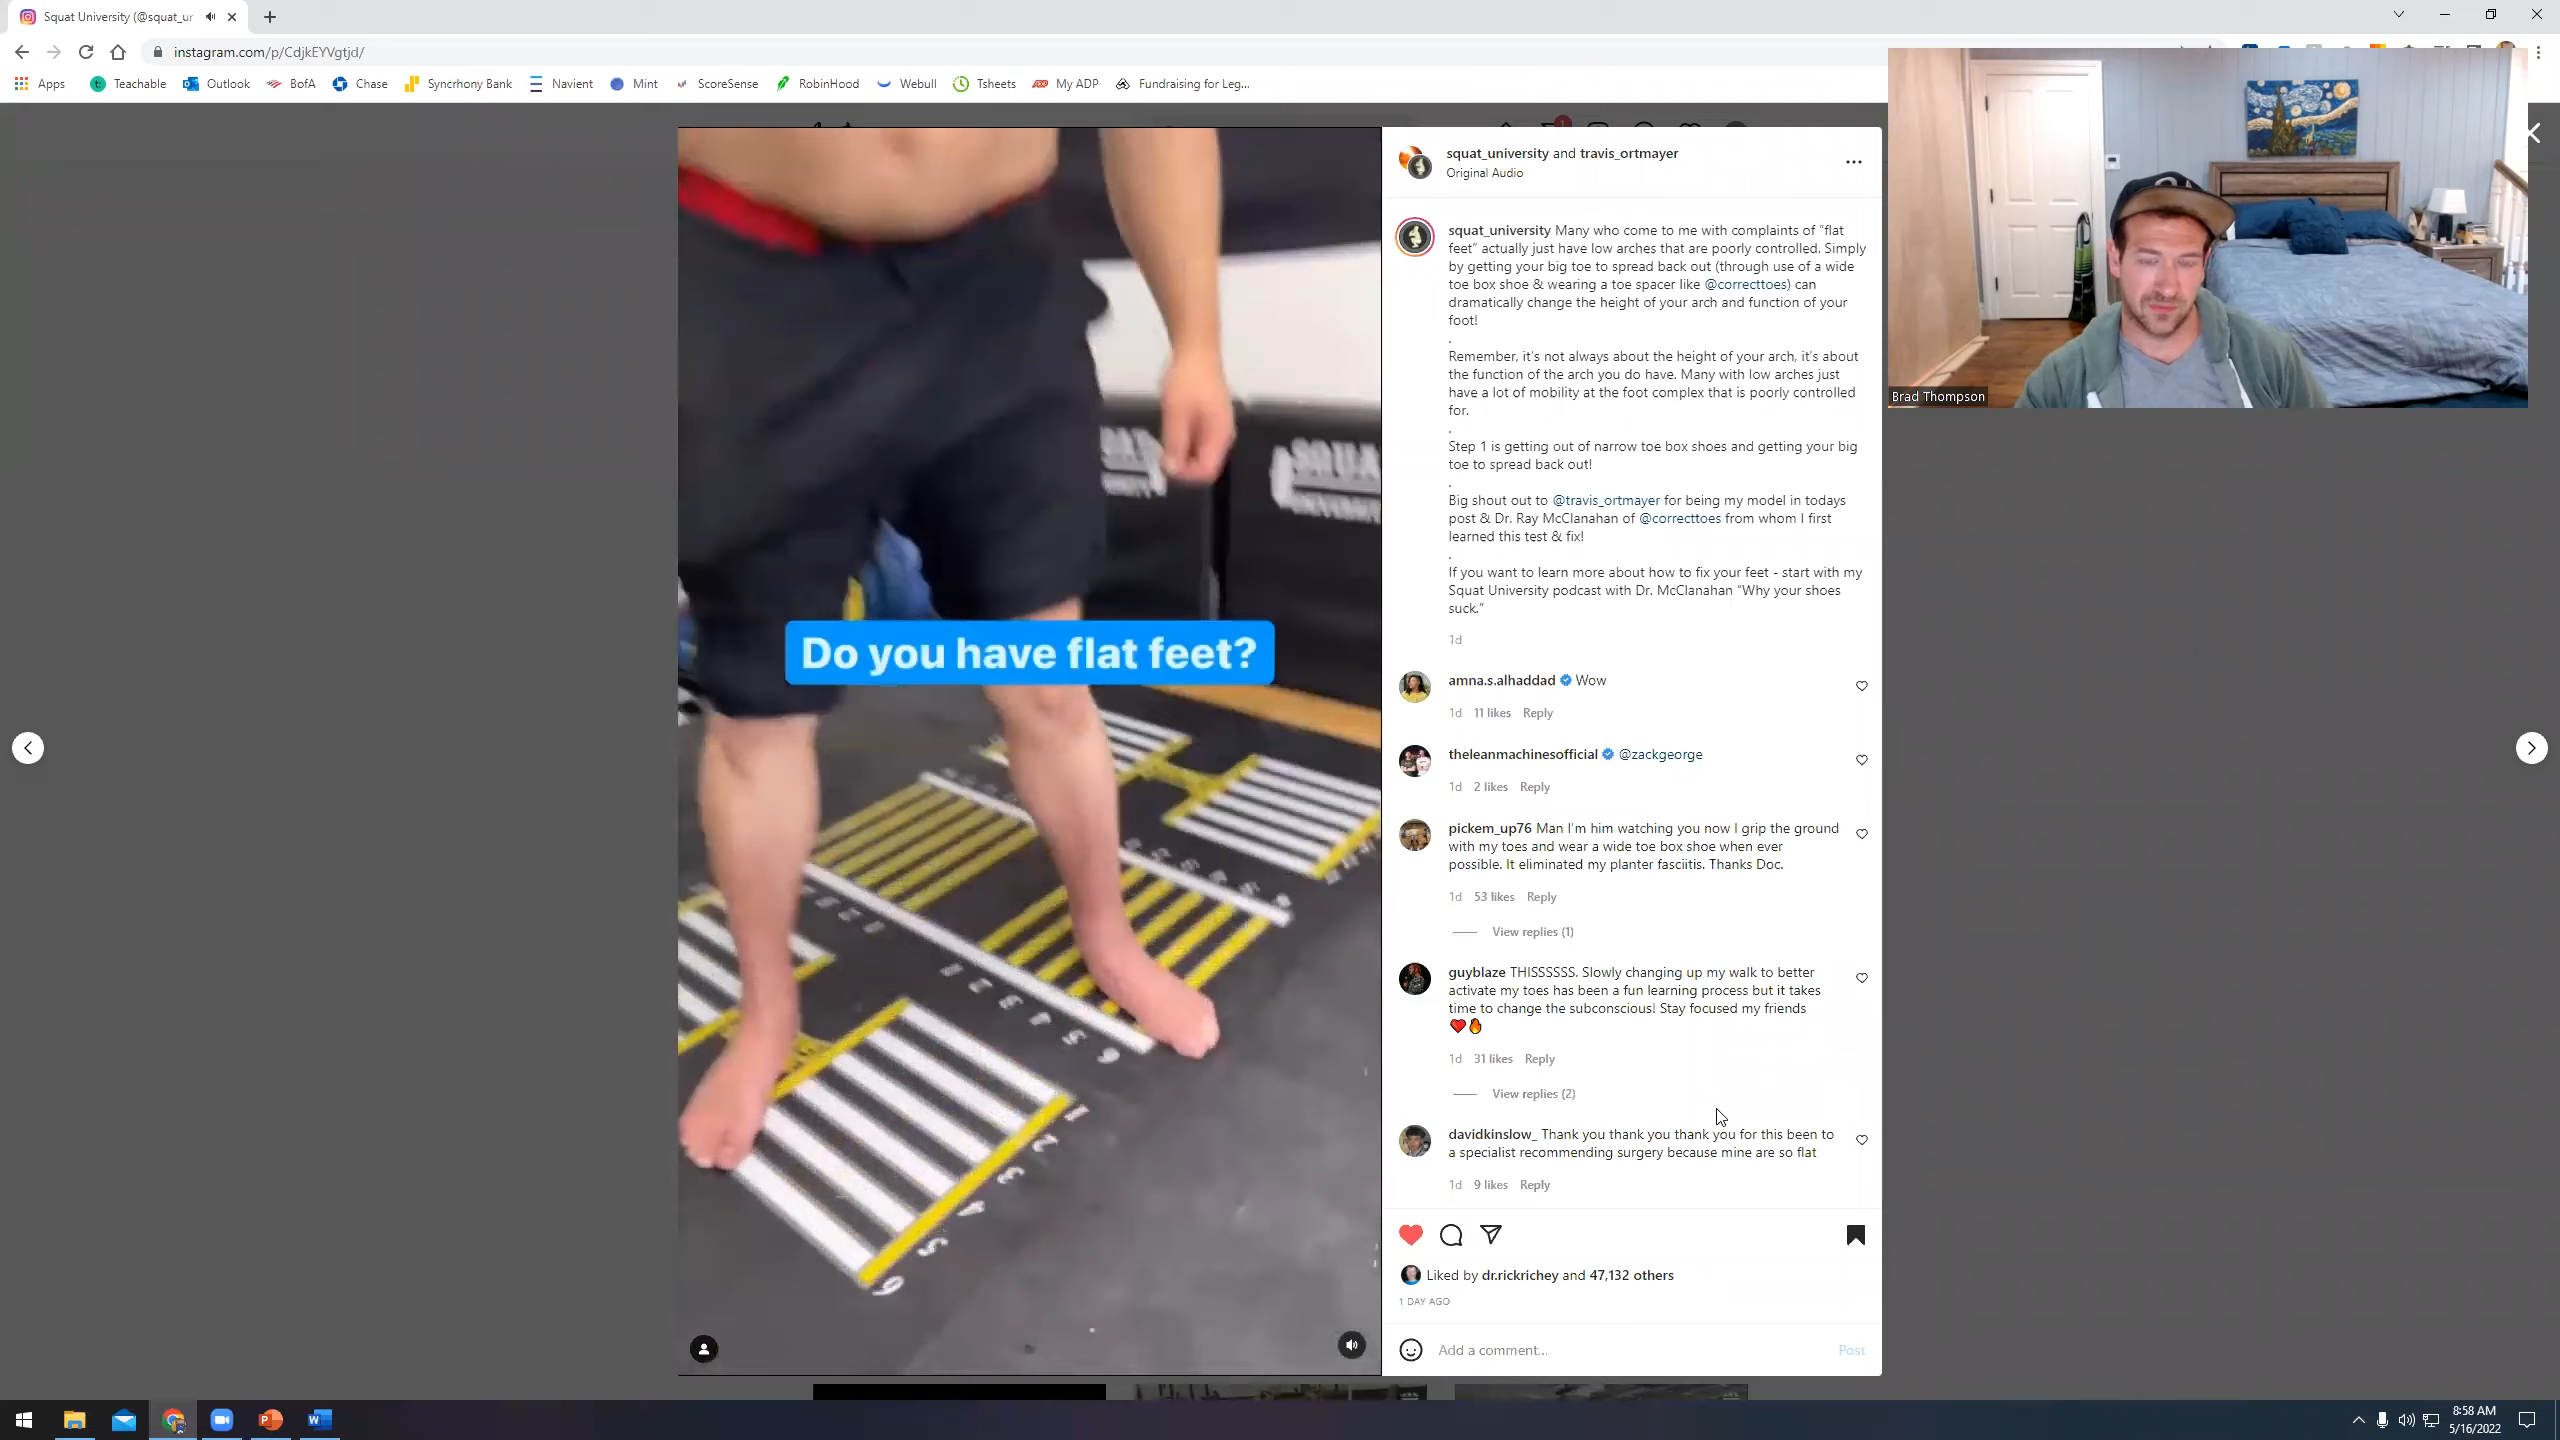 Squat University (@squat_ur
instagram.com/p/CdjkEYVgtjd/
Apps Teachable Outlook BofA Chase Syncrhony Bank Navient Mint ScoreSense RobinHood Webull Tsheets My ADP Fundraising for Leg...
Do you have flat feet?
1 2 3 4 5 6
squat_university and travis_ortmayer
Original Audio
squat_university Many who come to me with complaints of "flat
feet" actually just have low arches that are poorly controlled. Simply
by getting your big toe to spread back out (through use of a wide
toe box shoe & wearing a toe spacer like @correcttoes) can
dramatically change the height of your arch and function of your
foot!
.
Remember, it's not always about the height of your arch, it's about
the function of the arch you do have. Many with low arches just
have a lot of mobility at the foot complex that is poorly controlled
for.
.
Step 1 is getting out of narrow toe box shoes and getting your big
toe to spread back out!
.
Big shout out to @travis_ortmayer for being my model in todays
post & Dr. Ray McClanahan of @correcttoes from whom I first
learned this test & fix!
.
If you want to learn more about how to fix your feet - start with my
Squat University podcast with Dr. McClanahan "Why your shoes
suck."
1d
amna.s.alhaddad Wow
1d 11 likes Reply
theleanmachinesofficial @zackgeorge
1d 2 likes Reply
pickem_up76 Man I'm him watching you now I grip the ground
with my toes and wear a wide toe box shoe when ever
possible. It eliminated my planter fasciitis. Thanks Doc.
1d 53 likes Reply
View replies (1)
guyblaze THISSSSSS. Slowly changing up my walk to better
activate my toes has been a fun learning process but it takes
time to change the subconscious! Stay focused my friends
❤️🔥
1d 31 likes Reply
View replies (2)
davidkinslow_ Thank you thank you thank you for this been to
a specialist recommending surgery because mine are so flat
1d 9 likes Reply
Liked by dr.rickrichey and 47,132 others
1 DAY AGO
Add a comment...
Post
Brad Thompson
8:58 AM
5/16/2022